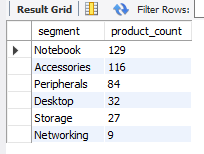 Result Grid Filter Rows:
segment product_count
Notebook 129
Accessories 116
Peripherals 84
Desktop 32
Storage 27
Networking 9